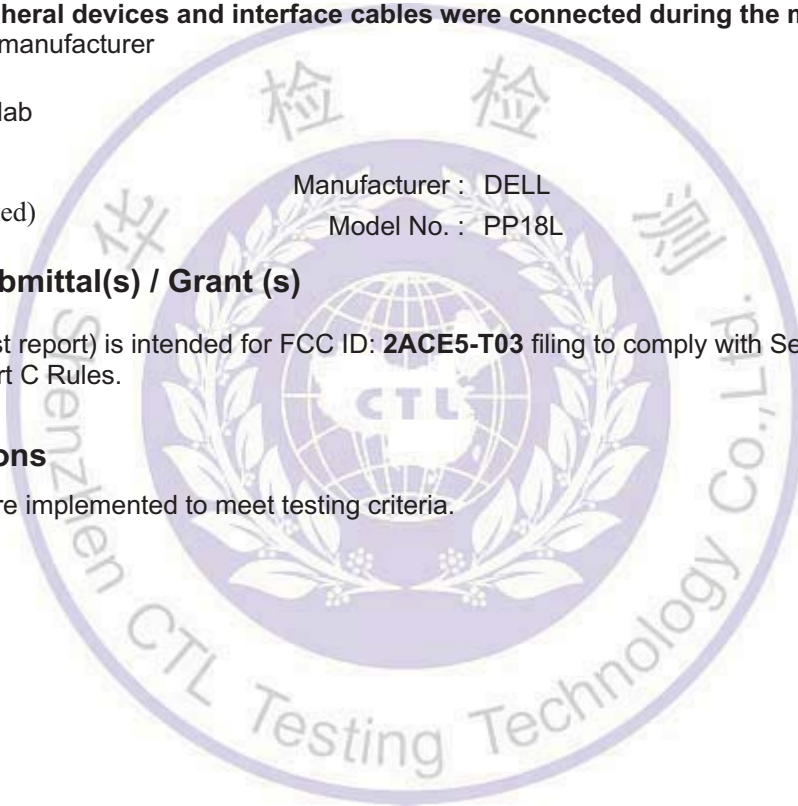 heral devices and interface cables were connected during the m
manufacturer
lab
Manufacturer : DELL
ed)
Model No. : PP18L
bmittal(s) / Grant (s)
st report) is intended for FCC ID: 2ACE5-T03 filing to comply with Se
rt C Rules.
ons
re implemented to meet testing criteria.
华 检 检 测
CTL
Shenzhen CTL Testing Technology Co.,Ltd.